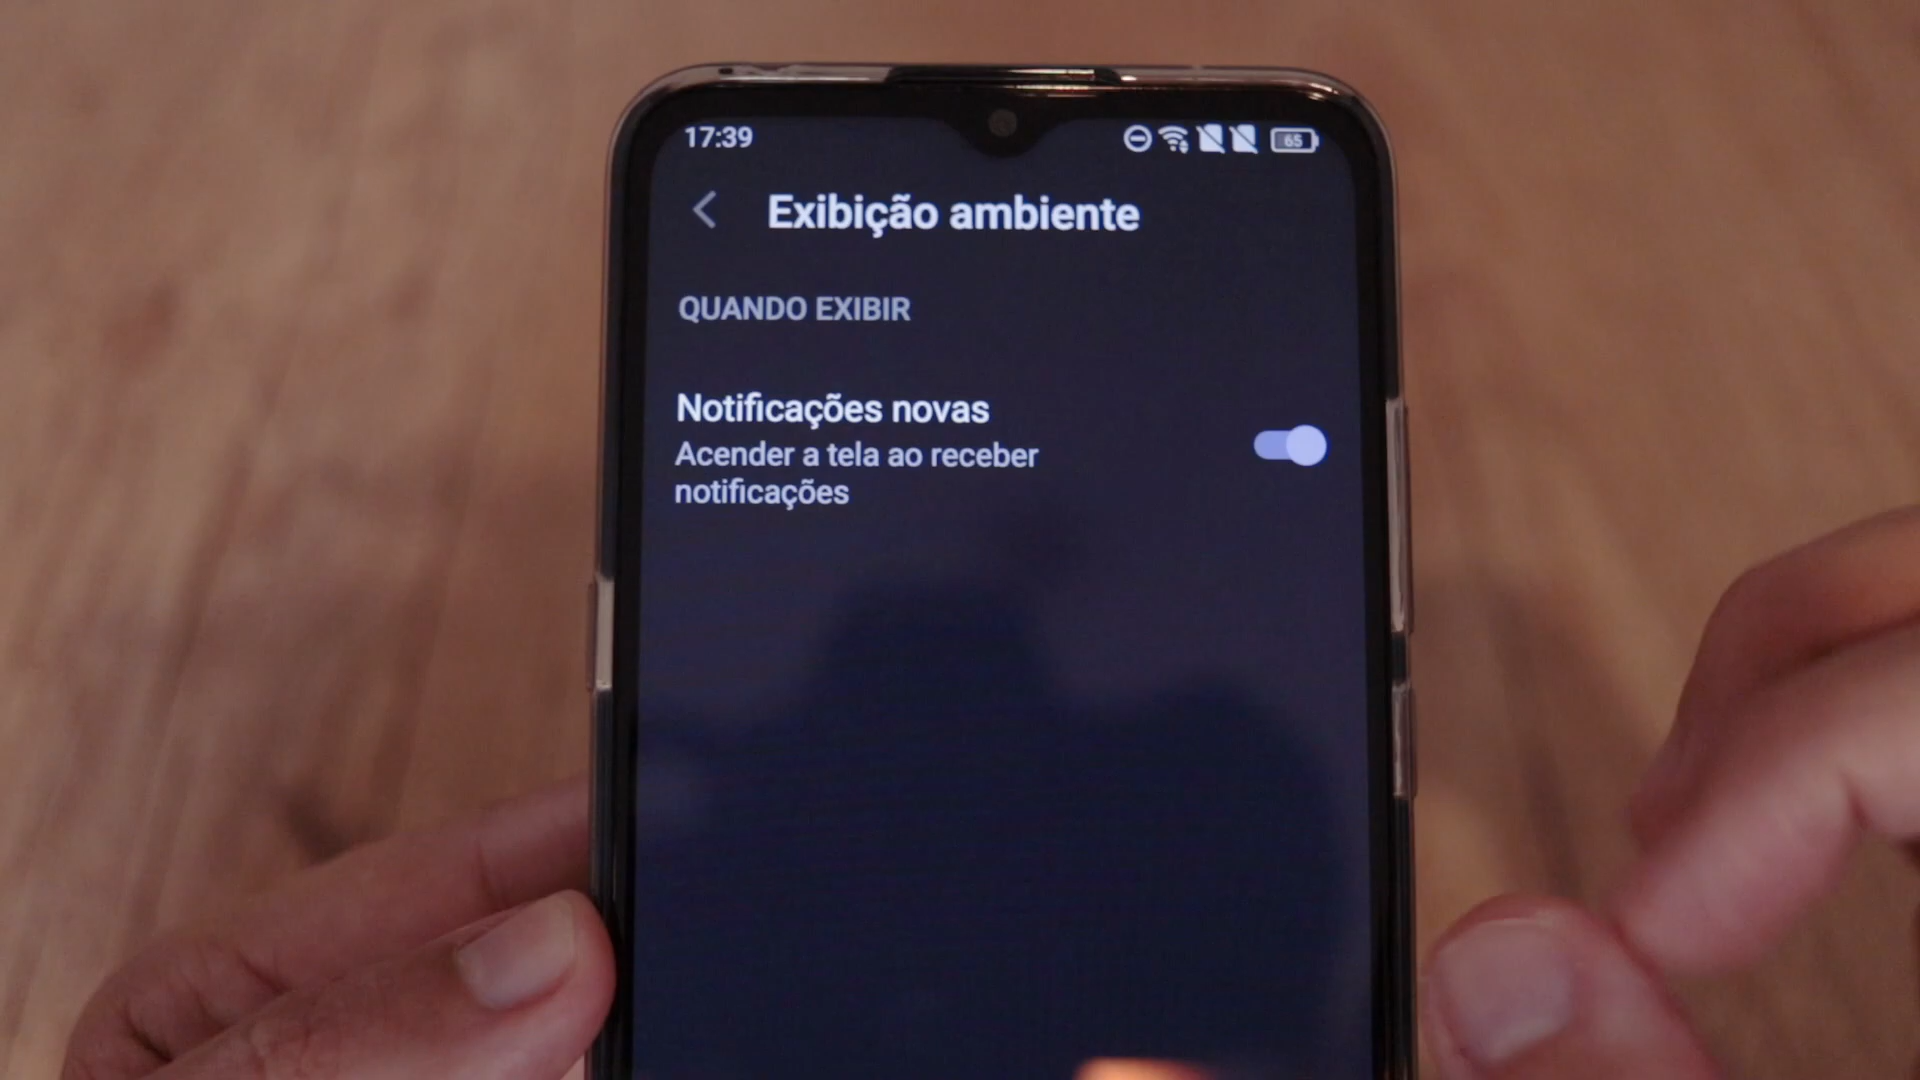 17:39
65
Exibição ambiente
QUANDO EXIBIR
Notificações novas
Acender a tela ao receber
notificações